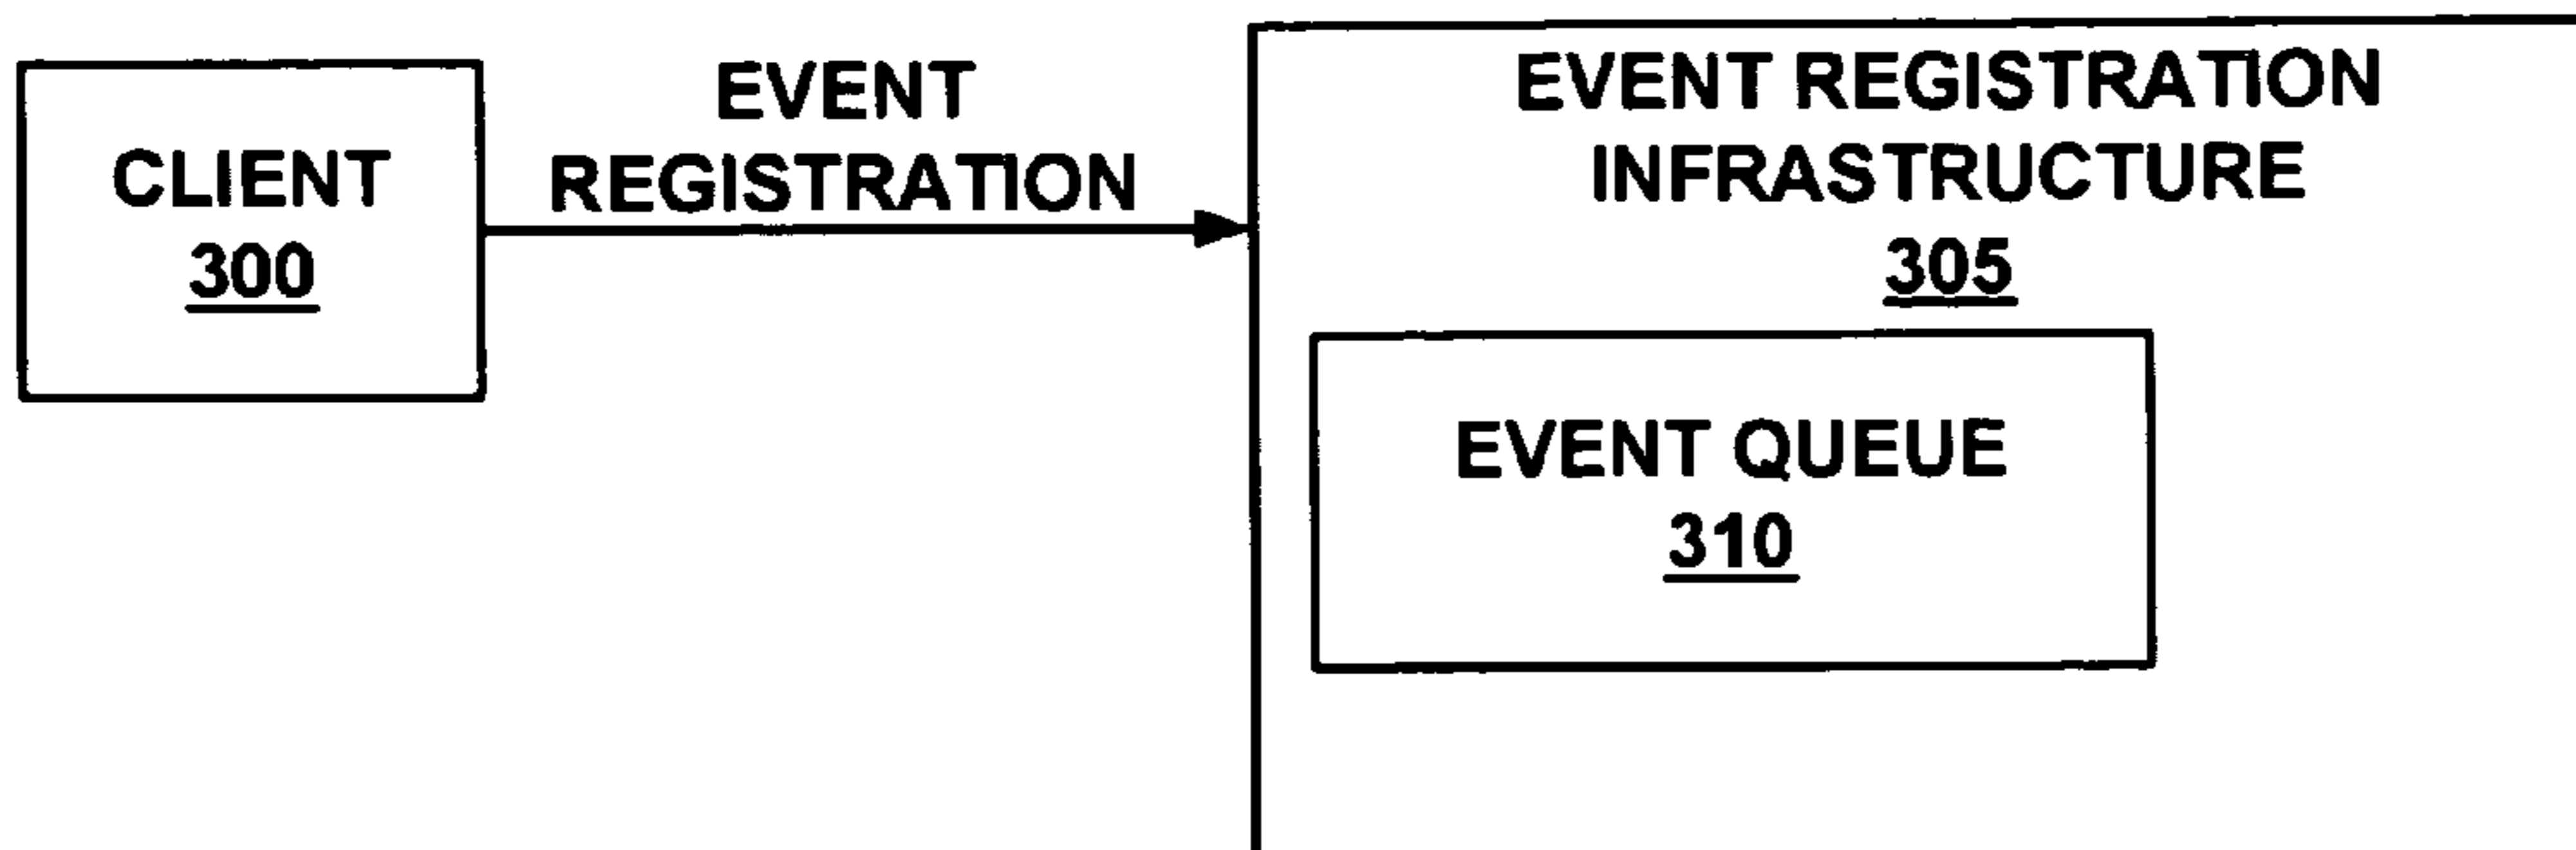 CLIENT
300
EVENT
REGISTRATION
EVENT REGISTRATION
INFRASTRUCTURE
305
EVENT QUEUE
310